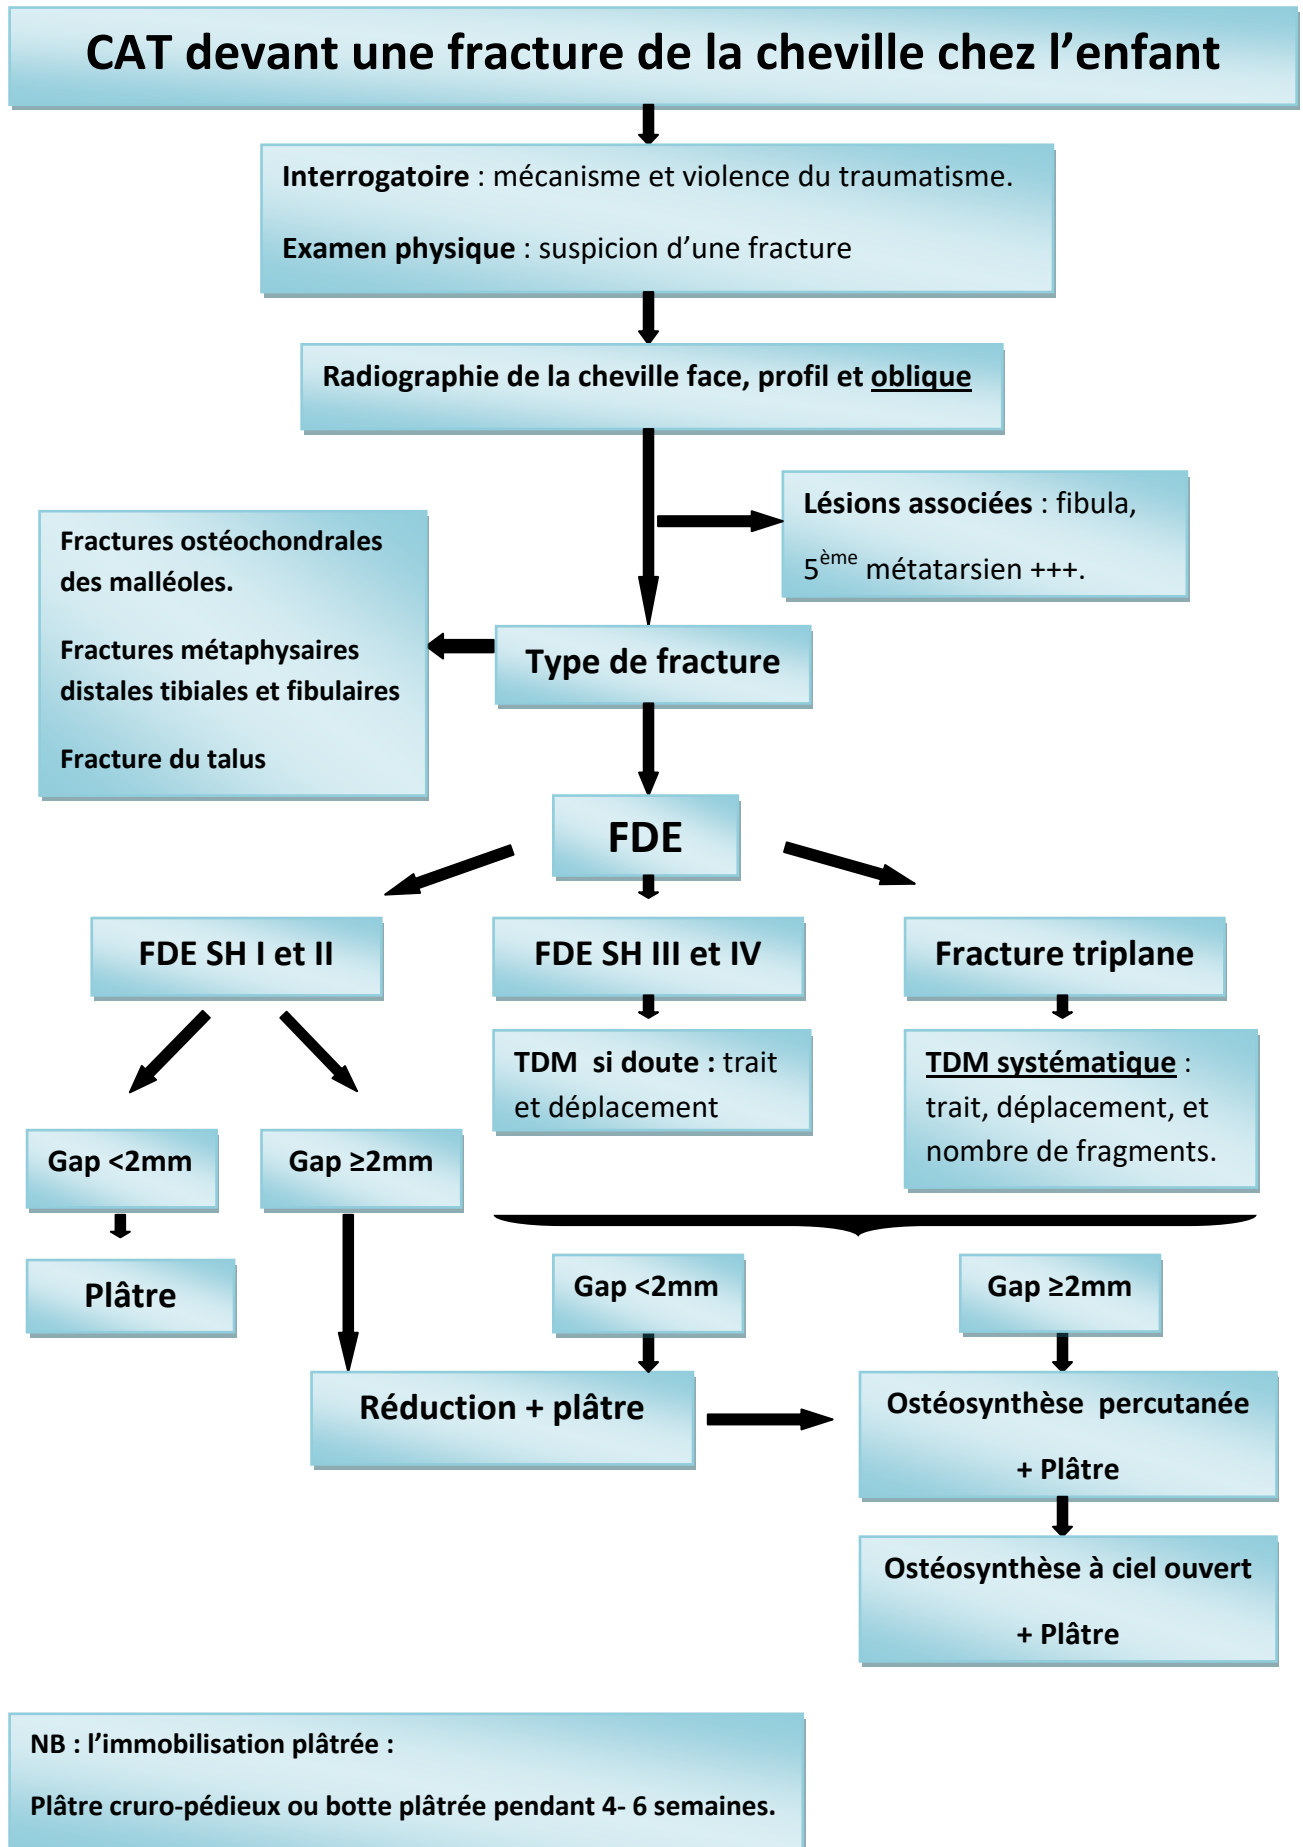 CAT devant une fracture de la cheville chez l’enfant
Interrogatoire : mécanisme et violence du traumatisme.
Examen physique : suspicion d’une fracture
Radiographie de la cheville face, profil et oblique
Lésions associées : fibula,
5ème métatarsien +++.
Fractures ostéochondrales
des malléoles.
Fractures métaphysaires
distales tibiales et fibulaires
Fracture du talus
Type de fracture
FDE
FDE SH I et II
FDE SH III et IV
Fracture triplane
TDM si doute : trait
et déplacement
TDM systématique :
trait, déplacement, et
nombre de fragments.
Gap <2mm
Gap ≥2mm
Plâtre
Gap <2mm
Gap ≥2mm
Réduction + plâtre
Ostéosynthèse percutanée
+ Plâtre
Ostéosynthèse à ciel ouvert
+ Plâtre
NB : l’immobilisation plâtrée :
Plâtre cruro-pédieux ou botte plâtrée pendant 4- 6 semaines.